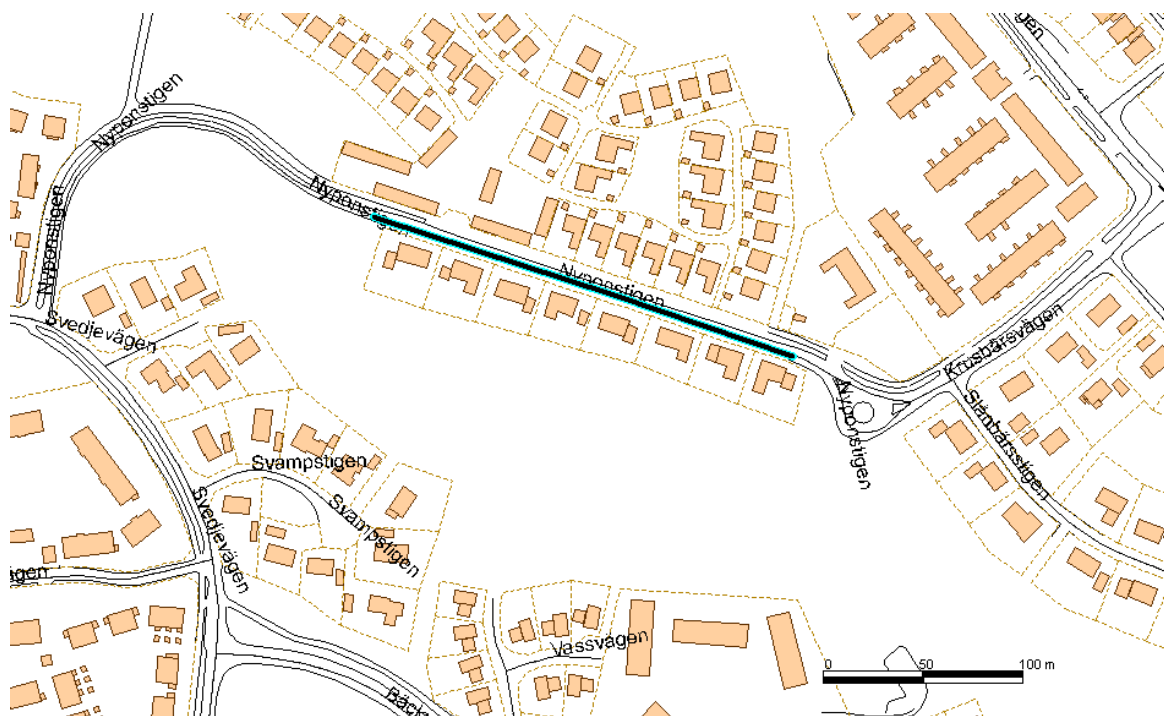 Nyponstigen
Nyponstigen
Nyponstigen
Nyponstigen
Svedjevägen
Krusbärsvägen
Nyponstigen
Slånbärsstigen
Svampstigen
Svampstigen
Svedjevägen
Vassvägen
0 50 100 m